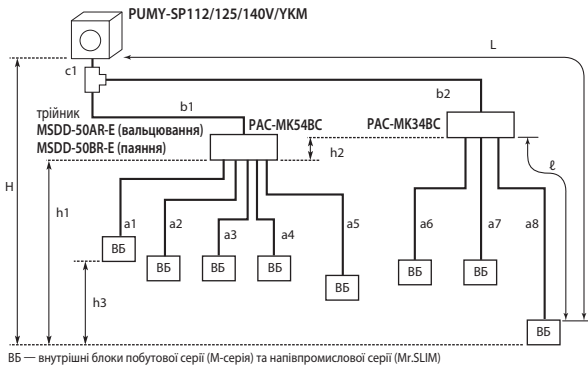 PUMY-SP112/125/140V/YKM
L
c1
b1
b2
трійник
MSDD-50AR-E (вальцювання)
MSDD-50BR-E (паяння)
PAC-MK54BC
PAC-MK34BC
h2
ℓ
H
h1
a1
a2
a3
a4
a5
a6
a7
a8
ВБ
ВБ
ВБ
ВБ
ВБ
ВБ
ВБ
ВБ
h3
ВБ — внутрішні блоки побутової серії (М-серія) та напівпромислової серії (Mr.SLIM)